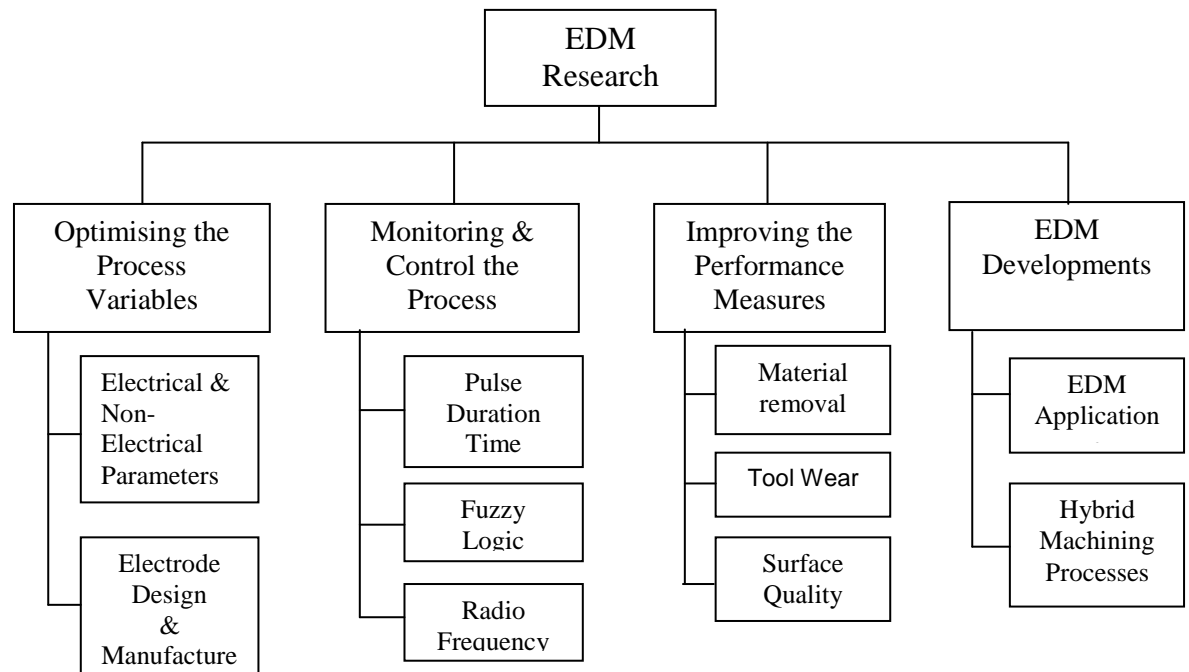 EDM
Research
Optimising the
Process
Variables
Electrical &
Non-
Electrical
Parameters
Electrode
Design
&
Manufacture
Monitoring &
Control the
Process
Pulse
Duration
Time
Fuzzy
Logic
Radio
Frequency
Improving the
Performance
Measures
Material
removal
Tool Wear
Surface
Quality
EDM
Developments
EDM
Application
Hybrid
Machining
Processes